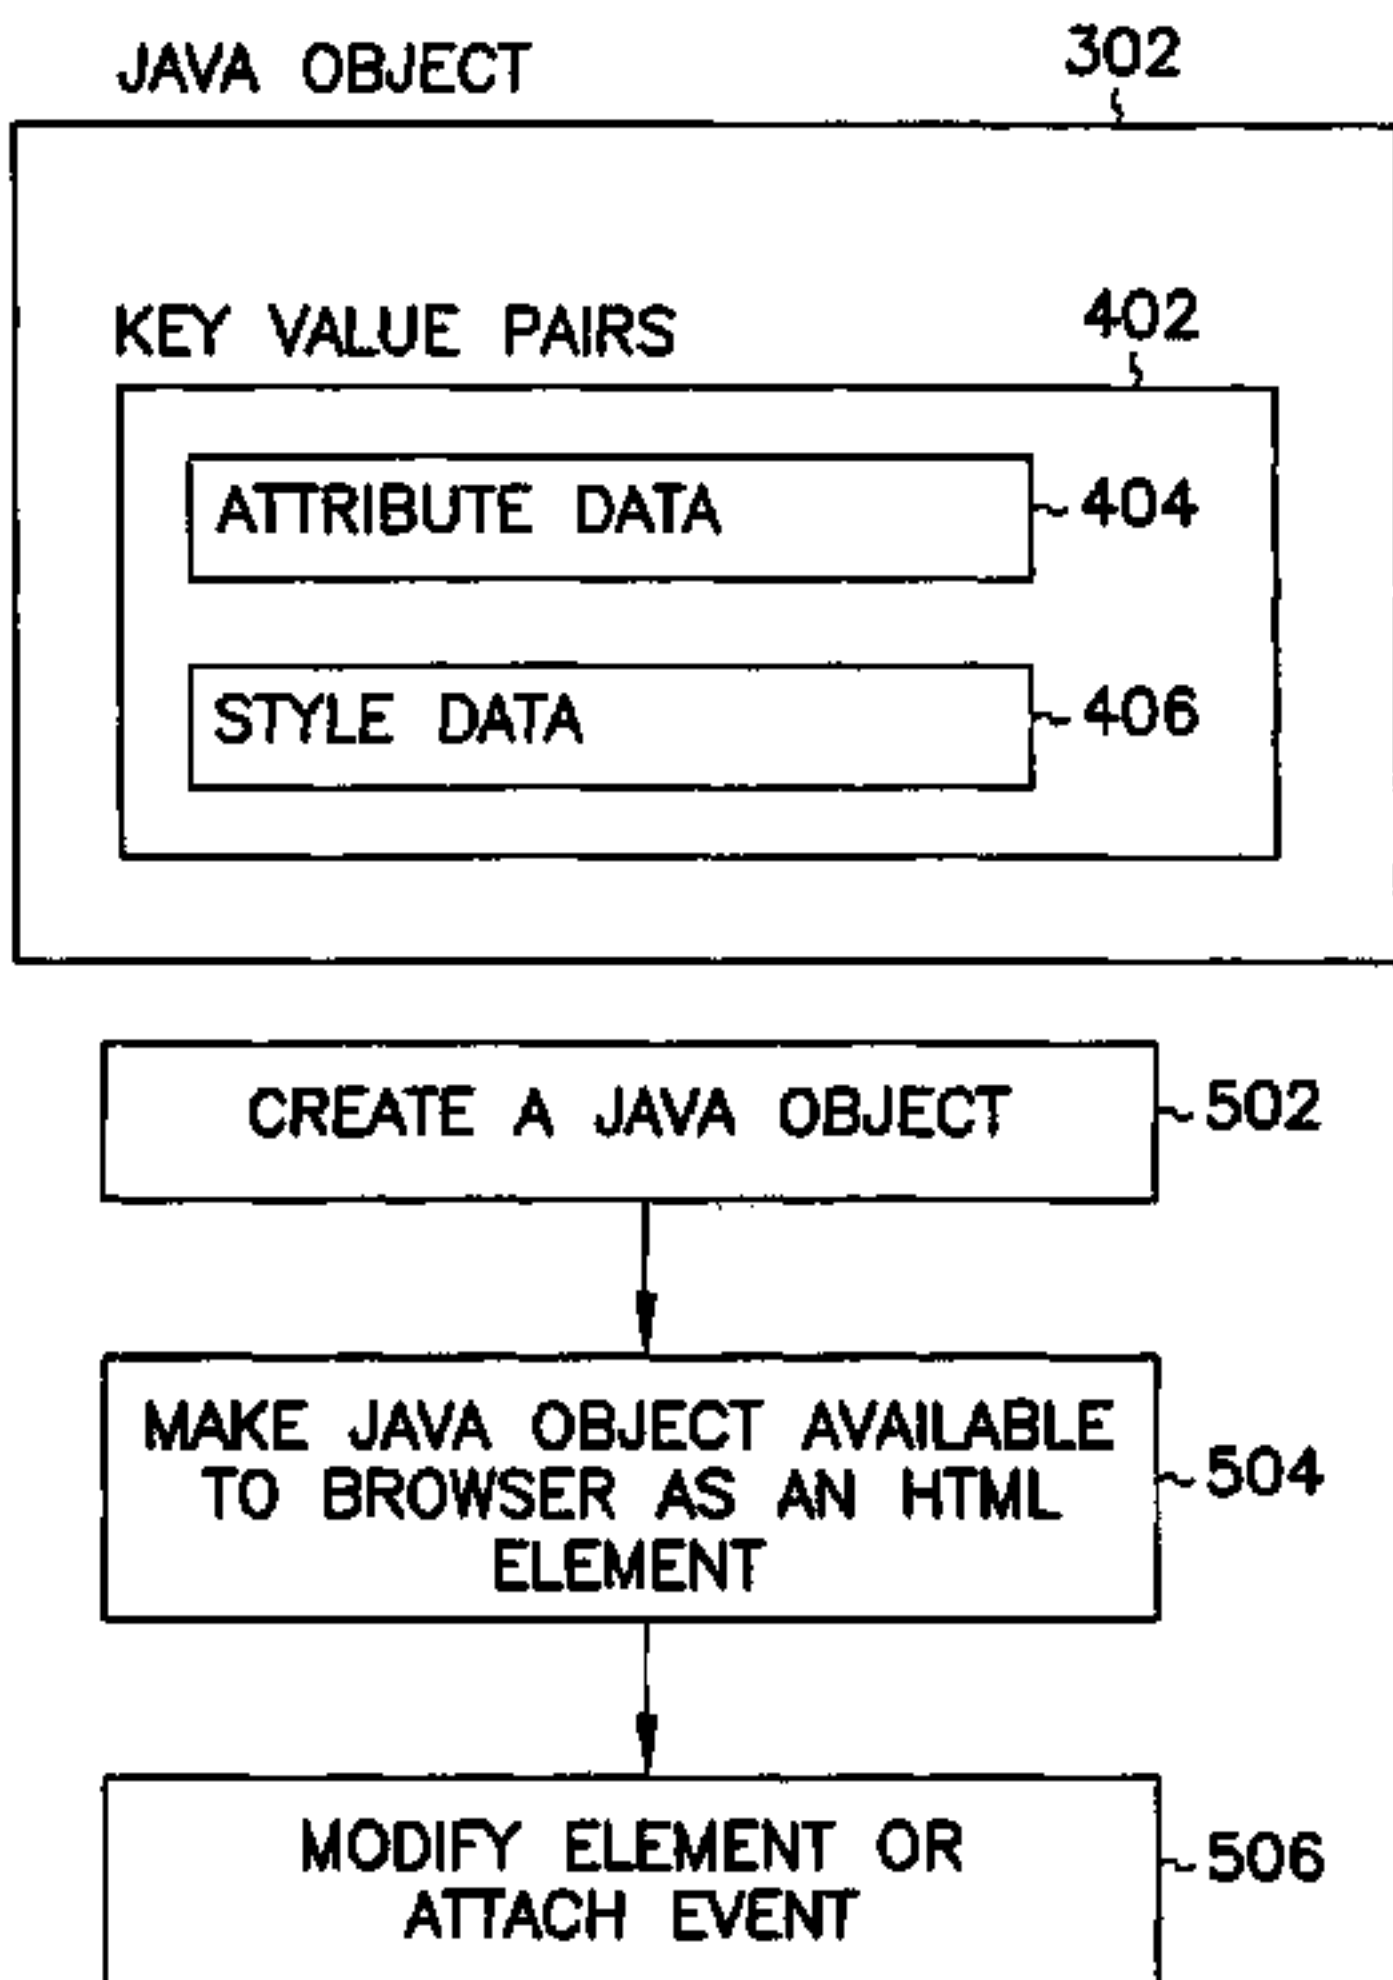 JAVA OBJECT
302
KEY VALUE PAIRS
402
ATTRIBUTE DATA
404
STYLE DATA
406
CREATE A JAVA OBJECT
502
MAKE JAVA OBJECT AVAILABLE
TO BROWSER AS AN HTML
ELEMENT
504
MODIFY ELEMENT OR
ATTACH EVENT
506